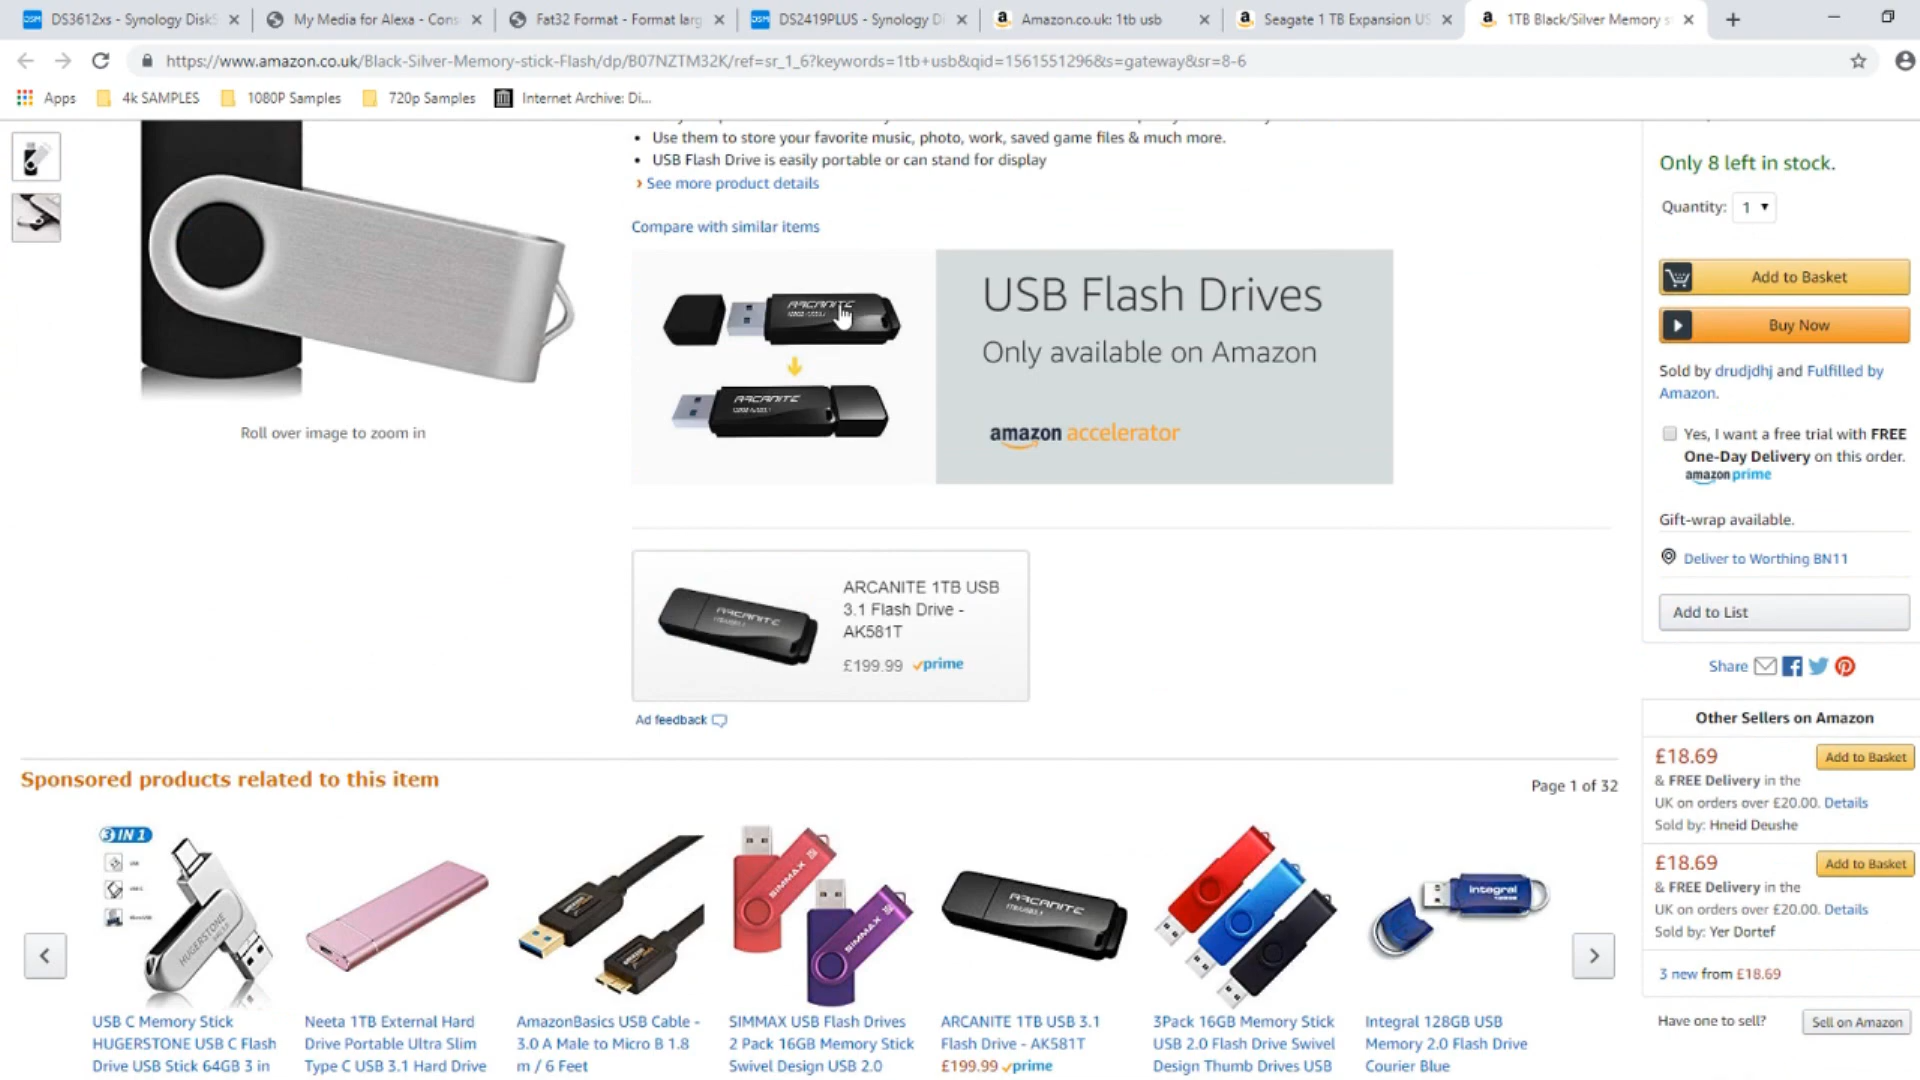 DS3612xs - Synology DiskS
My Media for Alexa - Cons
Fat32 Format - Format larg
DS2419PLUS - Synology Di
Amazon.co.uk: 1tb usb
Seagate 1 TB Expansion US
1TB Black/Silver Memory s
https://www.amazon.co.uk/Black-Silver-Memory-stick-Flash/dp/B07NZTM32K/ref=sr_1_6?keywords=1tb+usb&qid=1561551296&s=gateway&sr=8-6
Apps
4k SAMPLES
1080P Samples
720p Samples
Internet Archive: Di...
Use them to store your favorite music, photo, work, saved game files & much more.
USB Flash Drive is easily portable or can stand for display
› See more product details
Compare with similar items
ARCANITE
ARCANITE
USB Flash Drives
Only available on Amazon
amazon accelerator
Roll over image to zoom in
ARCANITE
ARCANITE 1TB USB
3.1 Flash Drive -
AK581T
£199.99 prime
Ad feedback
Only 8 left in stock.
Quantity: 1
Add to Basket
Buy Now
Sold by drudjdhj and Fulfilled by
Amazon.
Yes, I want a free trial with FREE
One-Day Delivery on this order.
amazon prime
Gift-wrap available.
Deliver to Worthing BN11
Add to List
Share
Other Sellers on Amazon
£18.69
Add to Basket
& FREE Delivery in the
UK on orders over £20.00. Details
Sold by: Hneid Deushe
£18.69
Add to Basket
& FREE Delivery in the
UK on orders over £20.00. Details
Sold by: Yer Dortef
3 new from £18.69
Have one to sell?
Sell on Amazon
Sponsored products related to this item
Page 1 of 32
3 IN 1
HUGERSTONE
SIMMAX
SIMMAX
ARCANITE
1TB/USB3.1
integral
USB C Memory Stick
HUGERSTONE USB C Flash
Drive USB Stick 64GB 3 in
Neeta 1TB External Hard
Drive Portable Ultra Slim
Type C USB 3.1 Hard Drive
AmazonBasics USB Cable -
3.0 A Male to Micro B 1.8
m / 6 Feet
SIMMAX USB Flash Drives
2 Pack 16GB Memory Stick
Swivel Design USB 2.0
ARCANITE 1TB USB 3.1
Flash Drive - AK581T
£199.99 prime
3Pack 16GB Memory Stick
USB 2.0 Flash Drive Swivel
Design Thumb Drives USB
Integral 128GB USB
Memory 2.0 Flash Drive
Courier Blue